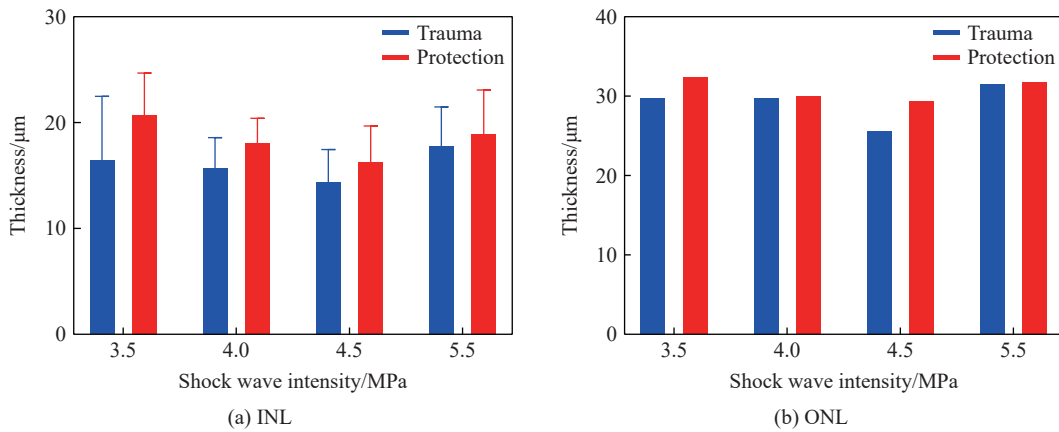 30
20
10
0
Thickness/μm
Trauma
Protection
3.5
4.0
4.5
5.5
Shock wave intensity/MPa
(a) INL
40
30
20
10
0
Thickness/μm
Trauma
Protection
3.5
4.0
4.5
5.5
Shock wave intensity/MPa
(b) ONL